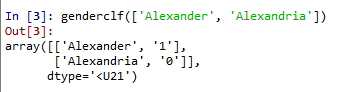 In [3]: genderclf(['Alexander', 'Alexandria'])
Out[3]:
array([['Alexander', '1'],
       ['Alexandria', '0']],
      dtype='<U21')